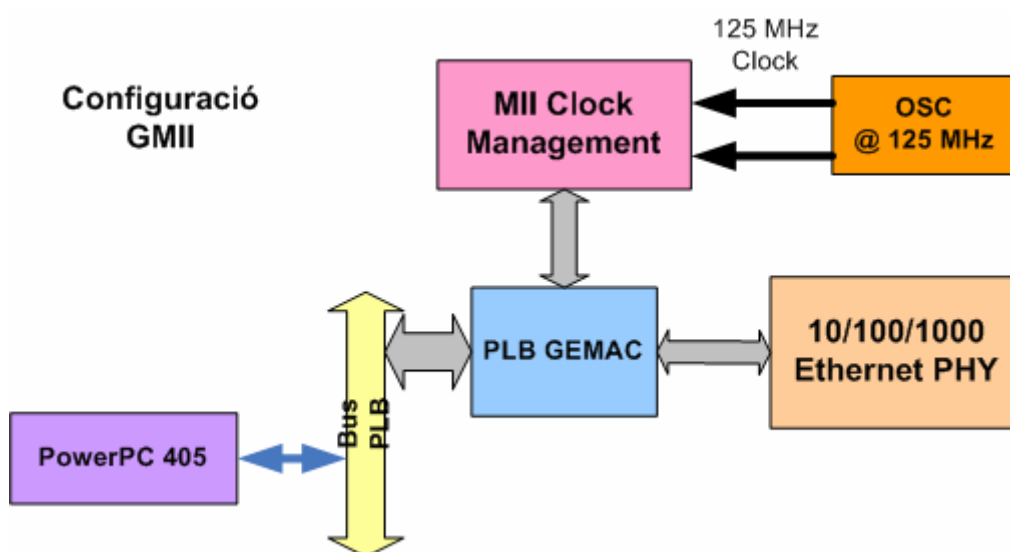 125 MHz
Clock
Configuració
GMII
MII Clock
Management
OSC
@ 125 MHz
PLB GEMAC
10/100/1000
Ethernet PHY
Bus
PLB
PowerPC 405